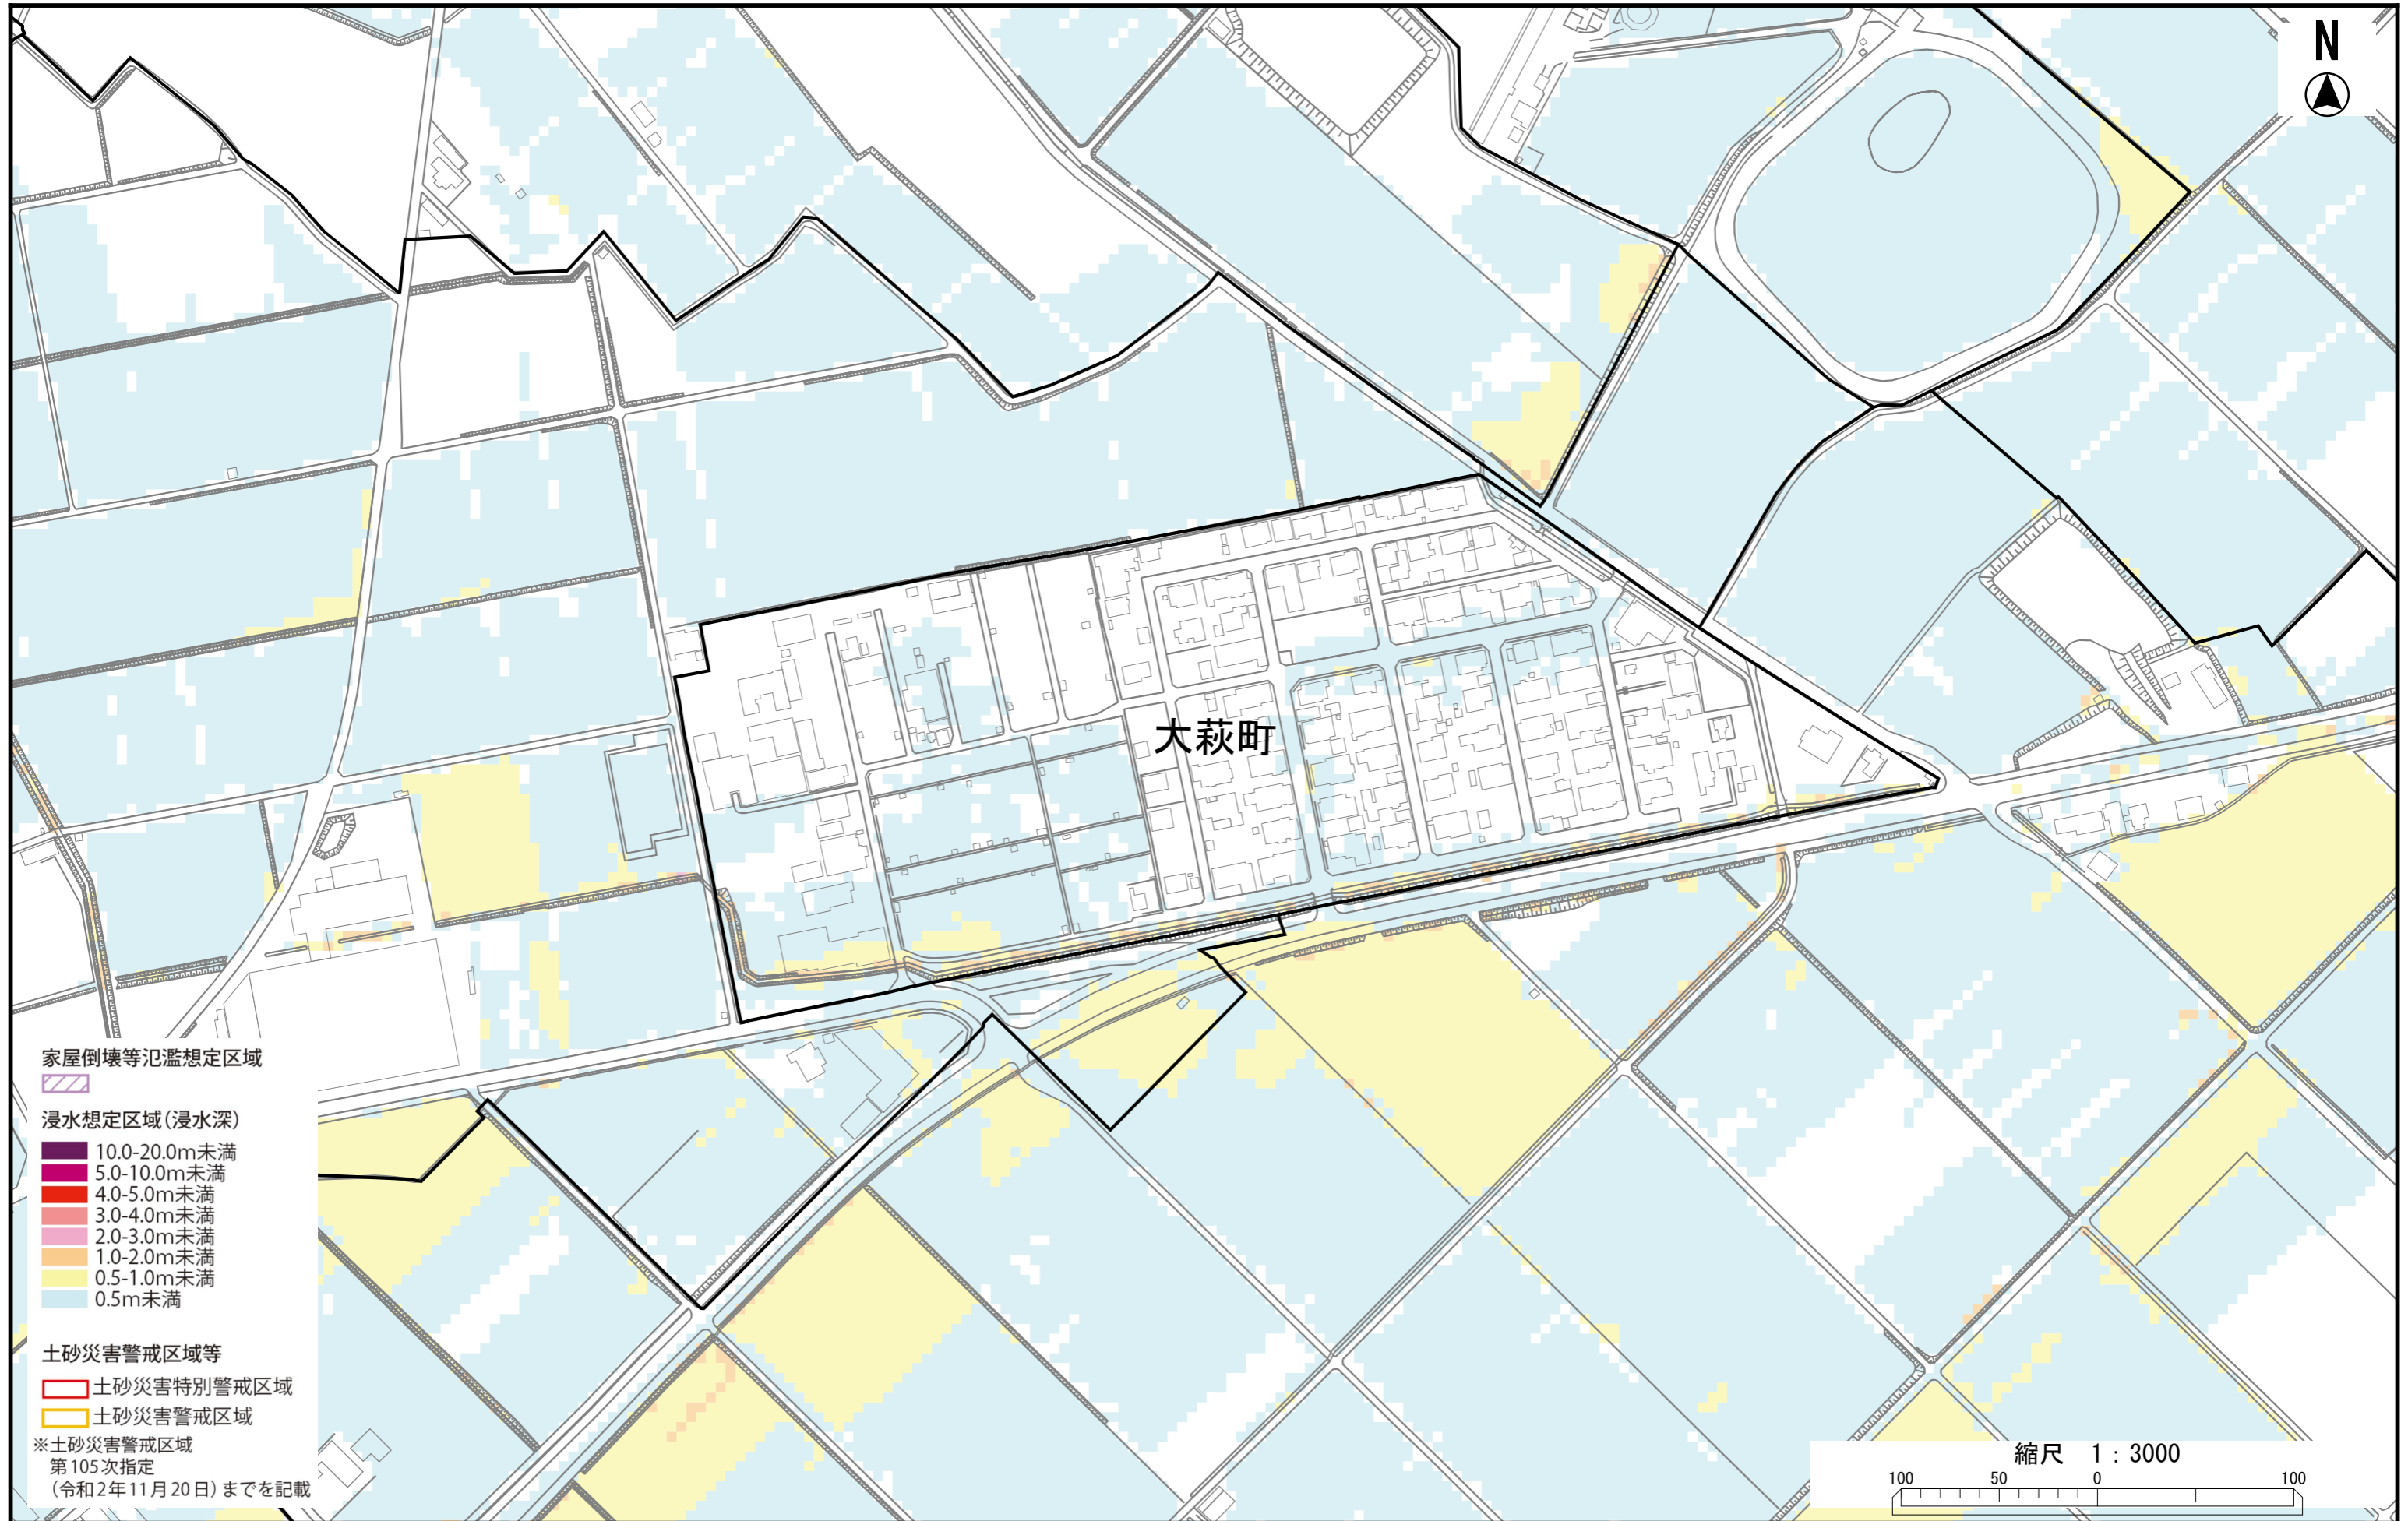 N
大萩町
家屋倒壊等氾濫想定区域
浸水想定区域(浸水深)
10.0-20.0m未満
5.0-10.0m未満
4.0-5.0m未満
3.0-4.0m未満
2.0-3.0m未満
1.0-2.0m未満
0.5-1.0m未満
0.5m未満
土砂災害警戒区域等
土砂災害特別警戒区域
土砂災害警戒区域
※土砂災害警戒区域
第105次指定
(令和2年11月20日)までを記載
縮尺 1:3000
100 50 0 100